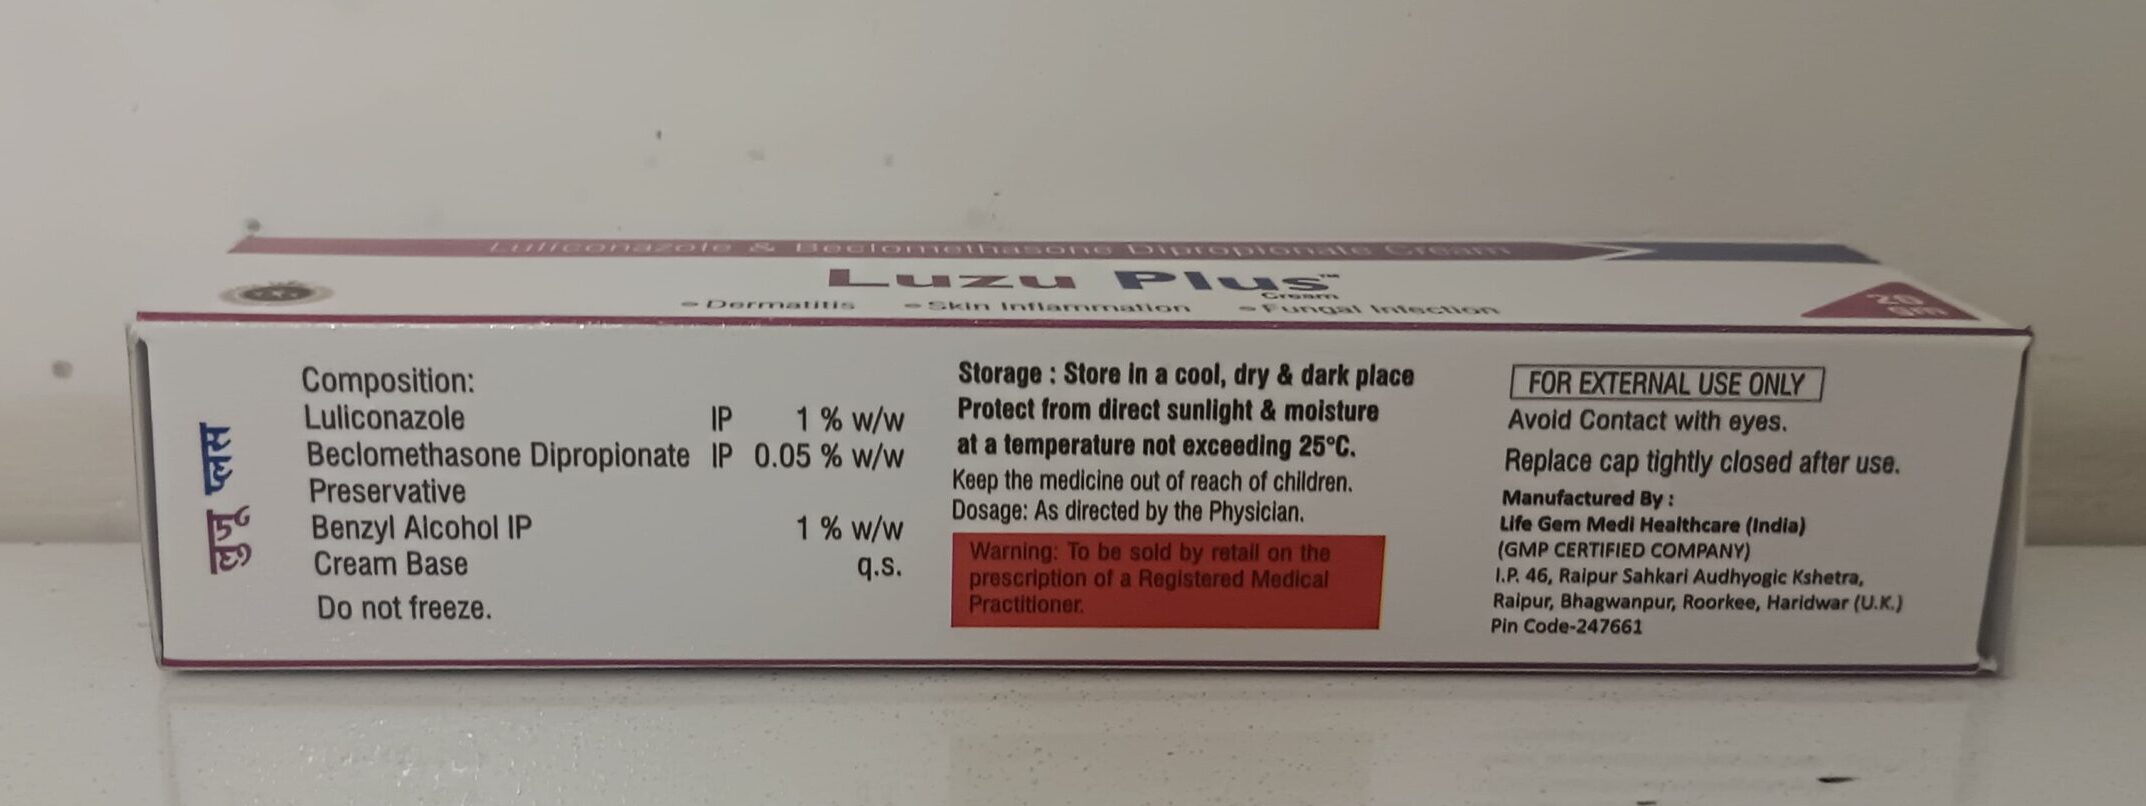 Luliconazole & Beclomethasone Dipropionate Cream
Luzu Plus™
Cream
Dermatitis Skin Inflammation Fungal Infection
20
gm
लुजु प्लस
Composition:
Luliconazole IP 1 % w/w
Beclomethasone Dipropionate IP 0.05 % w/w
Preservative
Benzyl Alcohol IP 1 % w/w
Cream Base q.s.
Do not freeze.
Storage : Store in a cool, dry & dark place
Protect from direct sunlight & moisture
at a temperature not exceeding 25°C.
Keep the medicine out of reach of children.
Dosage: As directed by the Physician.
Warning: To be sold by retail on the
prescription of a Registered Medical
Practitioner.
FOR EXTERNAL USE ONLY
Avoid Contact with eyes.
Replace cap tightly closed after use.
Manufactured By :
Life Gem Medi Healthcare (India)
(GMP CERTIFIED COMPANY)
I.P. 46, Raipur Sahkari Audhyogic Kshetra,
Raipur, Bhagwanpur, Roorkee, Haridwar (U.K.)
Pin Code-247661